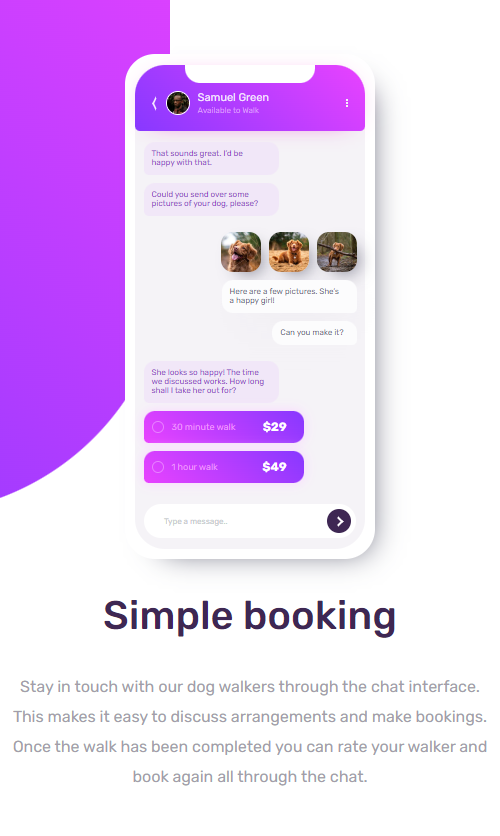 Samuel Green
Available to Walk
That sounds great. I'd be
happy with that.
Could you send over some
pictures of your dog, please?
Here are a few pictures. She's
a happy girl!
Can you make it?
She looks so happy! The time
we discussed works. How long
shall I take her out for?
30 minute walk $29
1 hour walk $49
Type a message…
Simple booking
Stay in touch with our dog walkers through the chat interface.
This makes it easy to discuss arrangements and make bookings.
Once the walk has been completed you can rate your walker and
book again all through the chat.